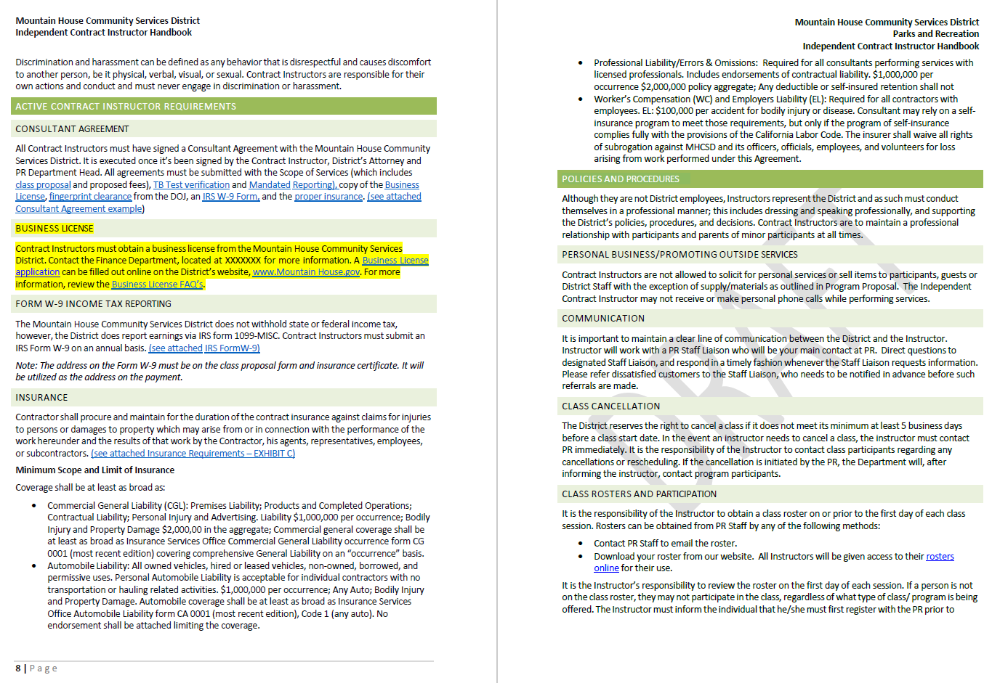 Mountain House Community Services District
Independent Contract Instructor Handbook
Discrimination and harassment can be defined as any behavior that is disrespectful and causes discomfort
to another person, be it physical, verbal, visual, or sexual. Contract Instructors are responsible for their
own actions and conduct and must never engage in discrimination or harassment.
ACTIVE CONTRACT INSTRUCTOR REQUIREMENTS
CONSULTANT AGREEMENT
All Contract Instructors must have signed a Consultant Agreement with the Mountain House Community
Services District. It is executed once it's been signed by the Contract Instructor, District's Attorney and
PR Department Head. All agreements must be submitted with the Scope of Services (which includes
class proposal and proposed fees), TB Test verification and Mandated Reporting), copy of the Business
License, fingerprint clearance from the DOJ, an IRS W-9 Form, and the proper insurance. (see attached
Consultant Agreement example)
BUSINESS LICENSE
Contract Instructors must obtain a business license from the Mountain House Community Services
District. Contact the Finance Department, located at XXXXXXX for more information. A Business License
application can be filled out online on the District's website, www.Mountain House.gov. For more
information, review the Business License FAQ's.
FORM W-9 INCOME TAX REPORTING
The Mountain House Community Services District does not withhold state or federal income tax,
however, the District does report earnings via IRS form 1099-MISC. Contract Instructors must submit an
IRS Form W-9 on an annual basis. (see attached IRS FormW-9)
Note: The address on the Form W-9 must be on the class proposal form and insurance certificate. It will
be utilized as the address on the payment.
INSURANCE
Contractor shall procure and maintain for the duration of the contract insurance against claims for injuries
to persons or damages to property which may arise from or in connection with the performance of the
work hereunder and the results of that work by the Contractor, his agents, representatives, employees,
or subcontractors. (see attached Insurance Requirements – EXHIBIT C)
Minimum Scope and Limit of Insurance
Coverage shall be at least as broad as:
• Commercial General Liability (CGL): Premises Liability; Products and Completed Operations;
Contractual Liability; Personal Injury and Advertising. Liability $1,000,000 per occurrence; Bodily
Injury and Property Damage $2,000,00 in the aggregate; Commercial general coverage shall be
at least as broad as Insurance Services Office Commercial General Liability occurrence form CG
0001 (most recent edition) covering comprehensive General Liability on an "occurrence" basis.
• Automobile Liability: All owned vehicles, hired or leased vehicles, non-owned, borrowed, and
permissive uses. Personal Automobile Liability is acceptable for individual contractors with no
transportation or hauling related activities. $1,000,000 per occurrence; Any Auto; Bodily Injury
and Property Damage. Automobile coverage shall be at least as broad as Insurance Services
Office Automobile Liability form CA 0001 (most recent edition), Code 1 (any auto). No
endorsement shall be attached limiting the coverage.
8 | Page
Mountain House Community Services District
Parks and Recreation
Independent Contract Instructor Handbook
• Professional Liability/Errors & Omissions: Required for all consultants performing services with
licensed professionals. Includes endorsements of contractual liability. $1,000,000 per
occurrence $2,000,000 policy aggregate; Any deductible or self-insured retention shall not
• Worker's Compensation (WC) and Employers Liability (EL): Required for all contractors with
employees. EL: $100,000 per accident for bodily injury or disease. Consultant may rely on a self-
insurance program to meet those requirements, but only if the program of self-insurance
complies fully with the provisions of the California Labor Code. The insurer shall waive all rights
of subrogation against MHCSD and its officers, officials, employees, and volunteers for loss
arising from work performed under this Agreement.
POLICIES AND PROCEDURES
Although they are not District employees, Instructors represent the District and as such must conduct
themselves in a professional manner; this includes dressing and speaking professionally, and supporting
the District's policies, procedures, and decisions. Contract Instructors are to maintain a professional
relationship with participants and parents of minor participants at all times.
PERSONAL BUSINESS/PROMOTING OUTSIDE SERVICES
Contract Instructors are not allowed to solicit for personal services or sell items to participants, guests or
District Staff with the exception of supply/materials as outlined in Program Proposal. The Independent
Contract Instructor may not receive or make personal phone calls while performing services.
COMMUNICATION
It is important to maintain a clear line of communication between the District and the Instructor.
Instructor will work with a PR Staff Liaison who will be your main contact at PR. Direct questions to
designated Staff Liaison, and respond in a timely fashion whenever the Staff Liaison requests information.
Please refer dissatisfied customers to the Staff Liaison, who needs to be notified in advance before such
referrals are made.
CLASS CANCELLATION
The District reserves the right to cancel a class if it does not meet its minimum at least 5 business days
before a class start date. In the event an instructor needs to cancel a class, the instructor must contact
PR immediately. It is the responsibility of the Instructor to contact class participants regarding any
cancellations or rescheduling. If the cancellation is initiated by the PR, the Department will, after
informing the instructor, contact program participants.
CLASS ROSTERS AND PARTICIPATION
It is the responsibility of the Instructor to obtain a class roster on or prior to the first day of each class
session. Rosters can be obtained from PR Staff by any of the following methods:
• Contact PR Staff to email the roster.
• Download your roster from our website. All Instructors will be given access to their rosters
online for their use.
It is the Instructor's responsibility to review the roster on the first day of each session. If a person is not
on the class roster, they may not participate in the class, regardless of what type of class/ program is being
offered. The Instructor must inform the individual that he/she must first register with the PR prior to
DRAFT